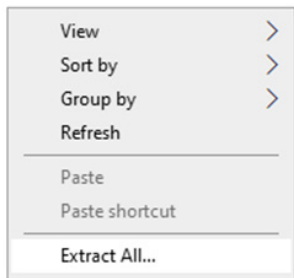 View
Sort by
Group by
Refresh
Paste
Paste shortcut
Extract All...